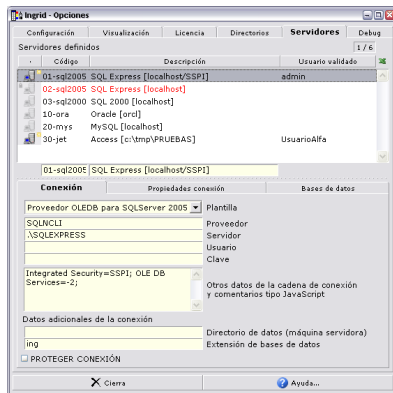 Ingrid - Opciones
Configuración Visualización Licencia Directorios Servidores Debug
Servidores definidos 1 / 6
· Código Descripción Usuario validado
01-sql2005 SQL Express [localhost/SSPI] admin
02-sql2005 SQL Express [localhost]
03-sql2000 SQL 2000 [localhost]
10-ora Oracle [orcl]
20-mys MySQL [localhost]
30-jet Access [c:\tmp\PRUEBAS] UsuarioAlfa
01-sql2005 SQL Express [localhost/SSPI]
Conexión Propiedades conexión Bases de datos
Proveedor OLEDB para SQLServer 2005 Plantilla
SQLNCLI Proveedor
.\SQLEXPRESS Servidor
Usuario
Clave
Integrated Security=SSPI; OLE DB
Services=-2;
Otros datos de la cadena de conexión
y comentarios tipo JavaScript
Datos adicionales de la conexión
Directorio de datos (máquina servidora)
ing Extensión de bases de datos
PROTEGER CONEXIÓN
Cierra Ayuda...